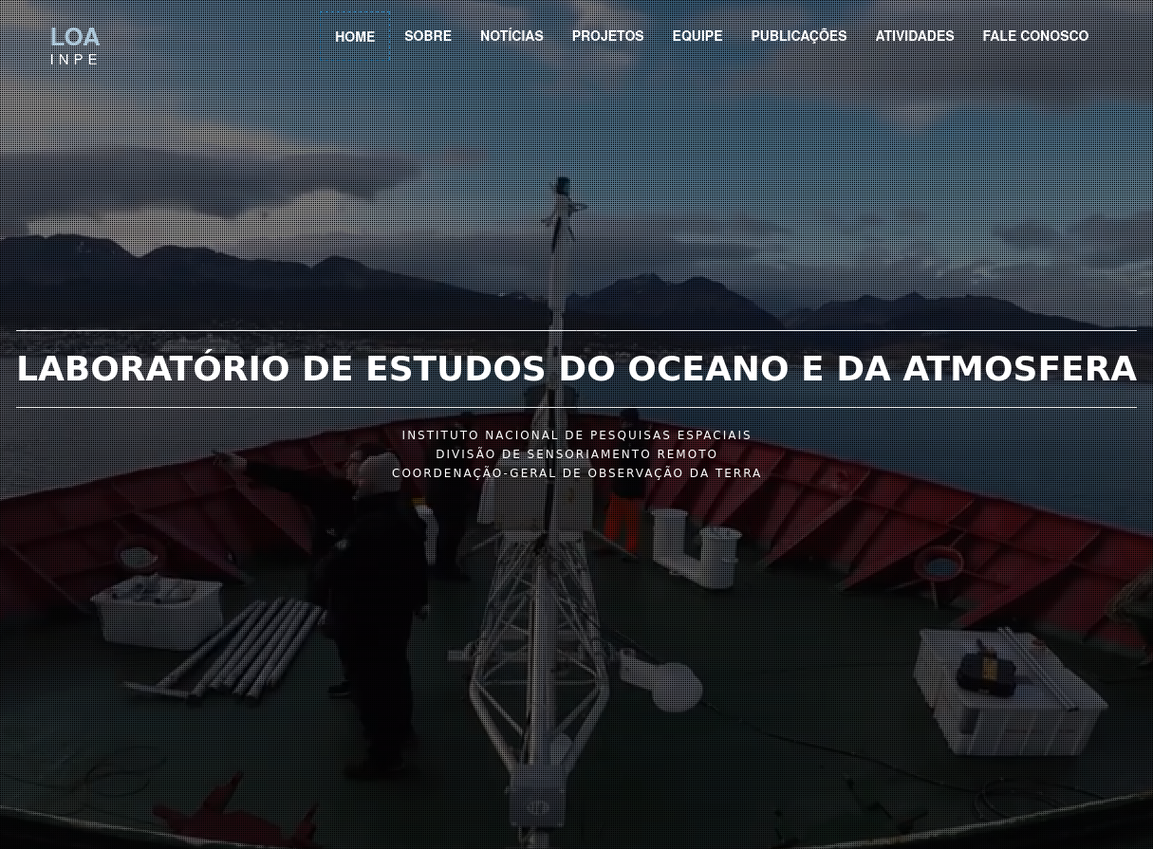 LOA
INPE
HOME SOBRE NOTÍCIAS PROJETOS EQUIPE PUBLICAÇÕES ATIVIDADES FALE CONOSCO
LABORATÓRIO DE ESTUDOS DO OCEANO E DA ATMOSFERA
INSTITUTO NACIONAL DE PESQUISAS ESPACIAIS
DIVISÃO DE SENSORIAMENTO REMOTO
COORDENAÇÃO-GERAL DE OBSERVAÇÃO DA TERRA